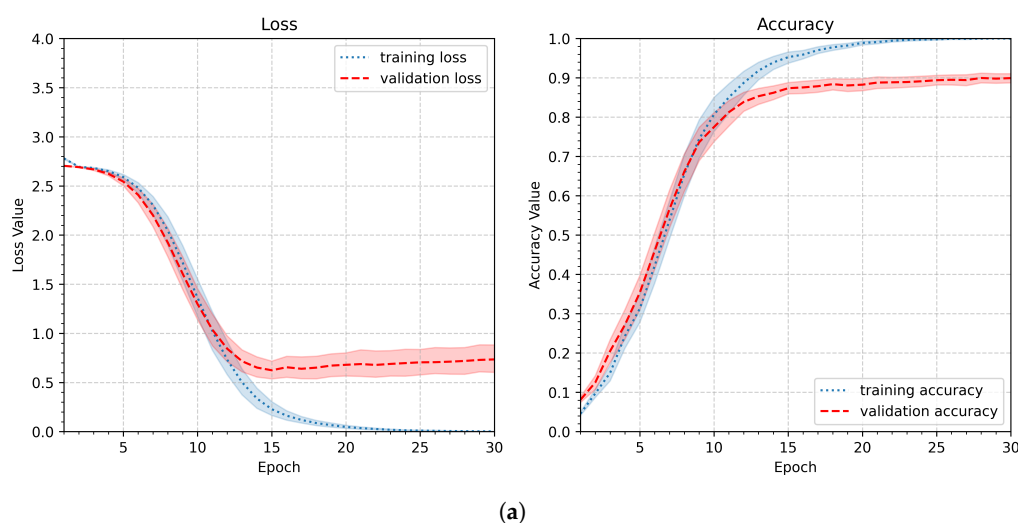 Loss
4.0
3.5
3.0
2.5
2.0
1.5
1.0
0.5
0.0
Loss Value
training loss
validation loss
5 10 15 20 25 30
Epoch
Accuracy
1.0
0.9
0.8
0.7
0.6
0.5
0.4
0.3
0.2
0.1
0.0
Accuracy Value
training accuracy
validation accuracy
5 10 15 20 25 30
Epoch
(a)